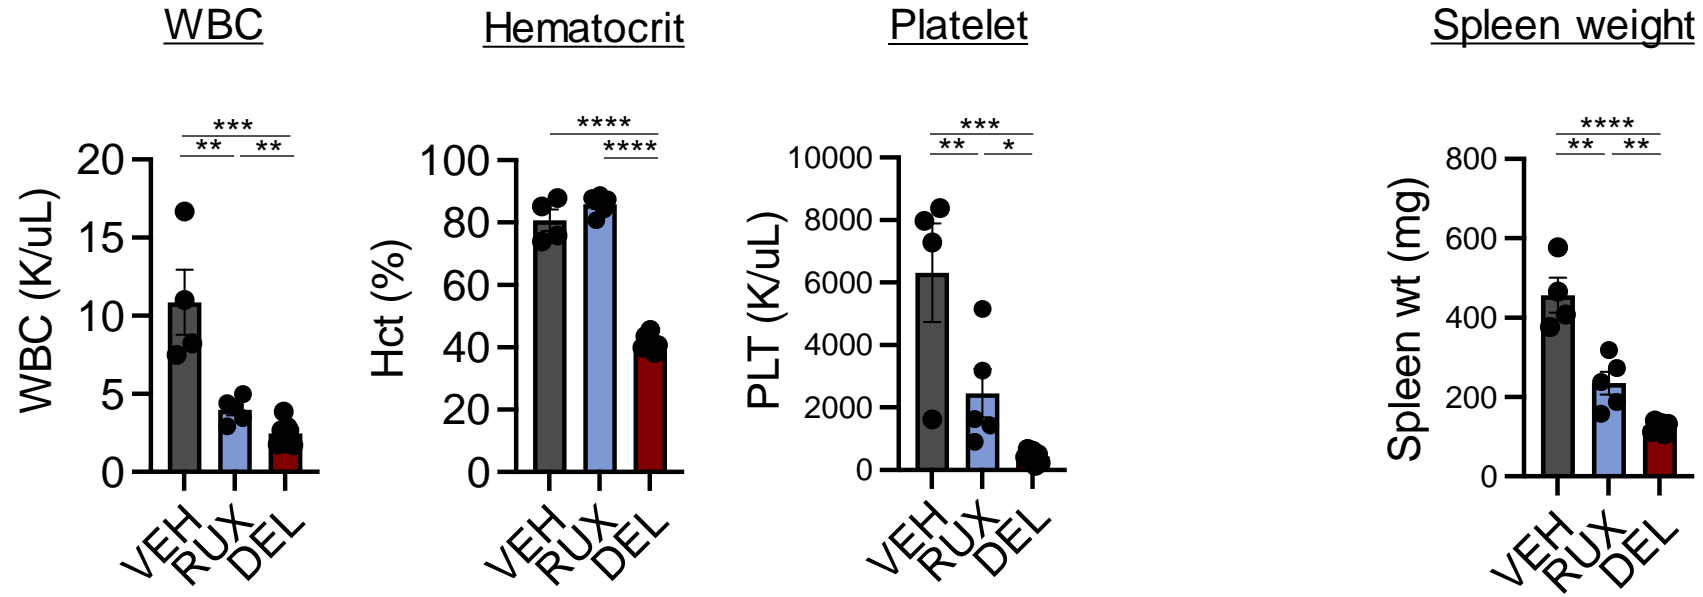 WBC
***
** **
20
15
10
5
0
WBC (K/uL)
VEH
RUX
DEL
Hematocrit
****
****
100
80
60
40
20
0
Hct (%)
VEH
RUX
DEL
Platelet
***
** *
10000
8000
6000
4000
2000
0
PLT (K/uL)
VEH
RUX
DEL
Spleen weight
****
** **
800
600
400
200
0
Spleen wt (mg)
VEH
RUX
DEL